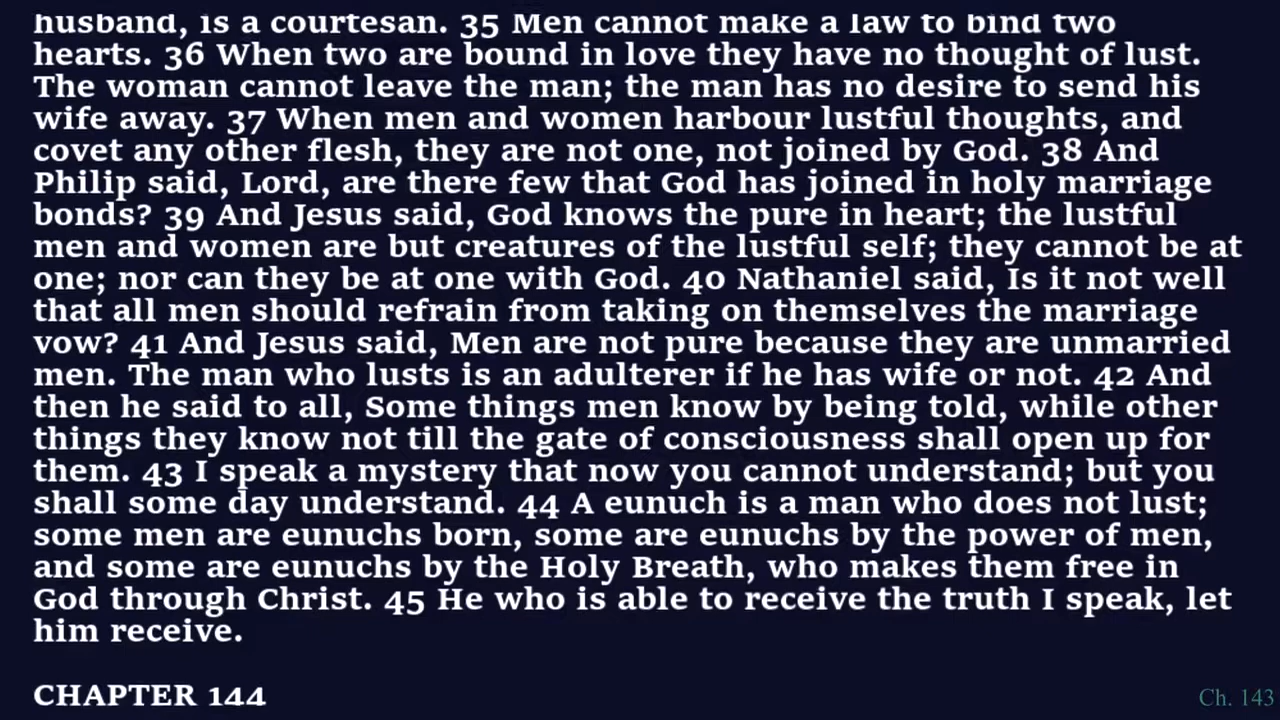 husband, is a courtesan. 35 Men cannot make a law to bind two
hearts. 36 When two are bound in love they have no thought of lust.
The woman cannot leave the man; the man has no desire to send his
wife away. 37 When men and women harbour lustful thoughts, and
covet any other flesh, they are not one, not joined by God. 38 And
Philip said, Lord, are there few that God has joined in holy marriage
bonds? 39 And Jesus said, God knows the pure in heart; the lustful
men and women are but creatures of the lustful self; they cannot be at
one; nor can they be at one with God. 40 Nathaniel said, Is it not well
that all men should refrain from taking on themselves the marriage
vow? 41 And Jesus said, Men are not pure because they are unmarried
men. The man who lusts is an adulterer if he has wife or not. 42 And
then he said to all, Some things men know by being told, while other
things they know not till the gate of consciousness shall open up for
them. 43 I speak a mystery that now you cannot understand; but you
shall some day understand. 44 A eunuch is a man who does not lust;
some men are eunuchs born, some are eunuchs by the power of men,
and some are eunuchs by the Holy Breath, who makes them free in
God through Christ. 45 He who is able to receive the truth I speak, let
him receive.
CHAPTER 144
Ch. 143